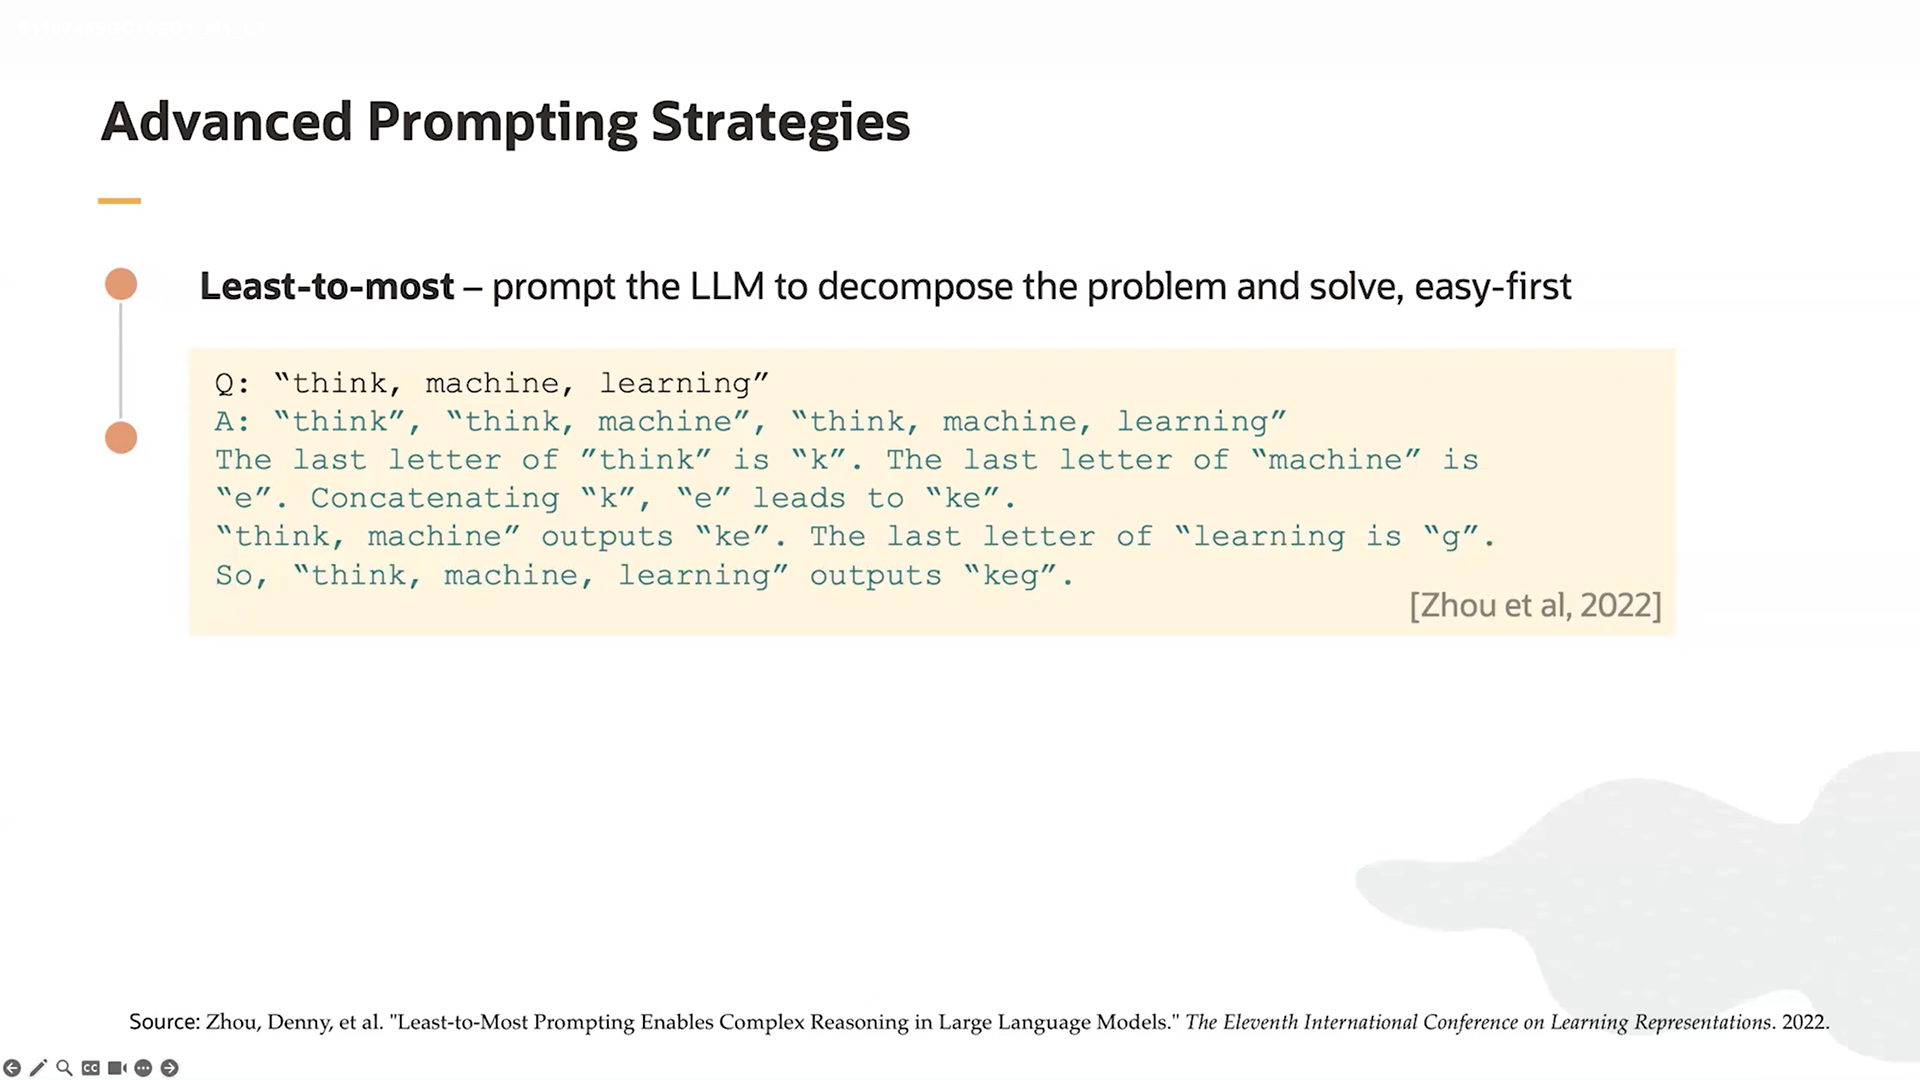 Advanced Prompting Strategies
Least-to-most – prompt the LLM to decompose the problem and solve, easy-first
Q: “think, machine, learning”
A: “think”, “think, machine”, “think, machine, learning”
The last letter of ”think” is “k”. The last letter of “machine” is
“e”. Concatenating “k”, “e” leads to “ke”.
“think, machine” outputs “ke”. The last letter of “learning is “g”.
So, “think, machine, learning” outputs “keg”.
[Zhou et al, 2022]
Source: Zhou, Denny, et al. "Least-to-Most Prompting Enables Complex Reasoning in Large Language Models." The Eleventh International Conference on Learning Representations. 2022.
CC